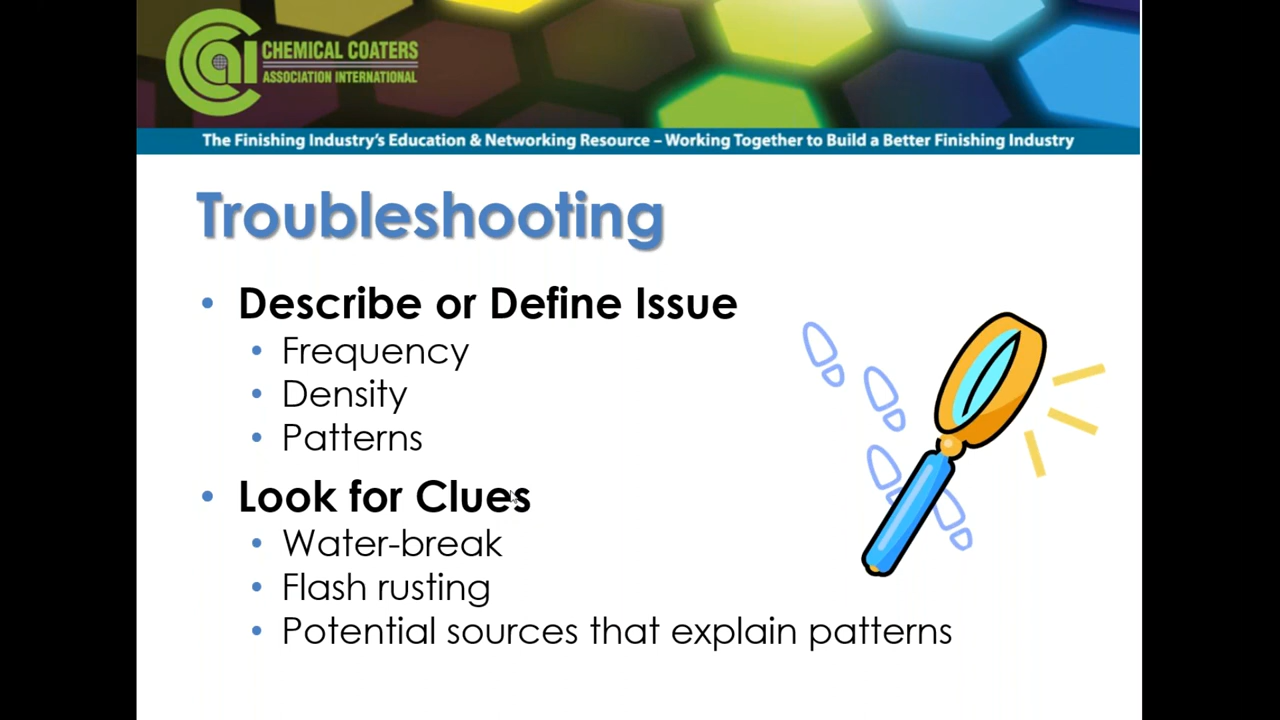 CHEMICAL COATERS
ASSOCIATION INTERNATIONAL
The Finishing Industry's Education & Networking Resource – Working Together to Build a Better Finishing Industry
Troubleshooting
• Describe or Define Issue
• Frequency
• Density
• Patterns
• Look for Clues
• Water-break
• Flash rusting
• Potential sources that explain patterns